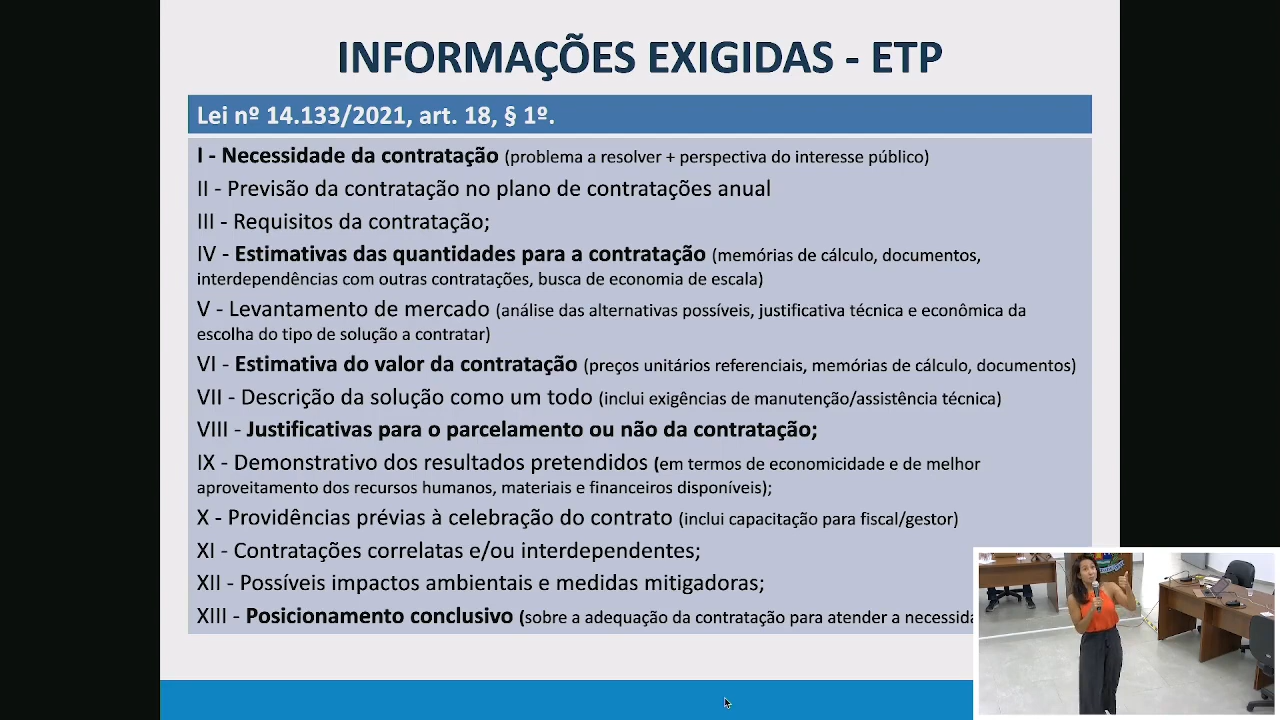 INFORMAÇÕES EXIGIDAS - ETP
Lei nº 14.133/2021, art. 18, § 1º.
I - Necessidade da contratação (problema a resolver + perspectiva do interesse público)
II - Previsão da contratação no plano de contratações anual
III - Requisitos da contratação;
IV - Estimativas das quantidades para a contratação (memórias de cálculo, documentos,
interdependências com outras contratações, busca de economia de escala)
V - Levantamento de mercado (análise das alternativas possíveis, justificativa técnica e econômica da
escolha do tipo de solução a contratar)
VI - Estimativa do valor da contratação (preços unitários referenciais, memórias de cálculo, documentos)
VII - Descrição da solução como um todo (inclui exigências de manutenção/assistência técnica)
VIII - Justificativas para o parcelamento ou não da contratação;
IX - Demonstrativo dos resultados pretendidos (em termos de economicidade e de melhor
aproveitamento dos recursos humanos, materiais e financeiros disponíveis);
X - Providências prévias à celebração do contrato (inclui capacitação para fiscal/gestor)
XI - Contratações correlatas e/ou interdependentes;
XII - Possíveis impactos ambientais e medidas mitigadoras;
XIII - Posicionamento conclusivo (sobre a adequação da contratação para atender a necessida